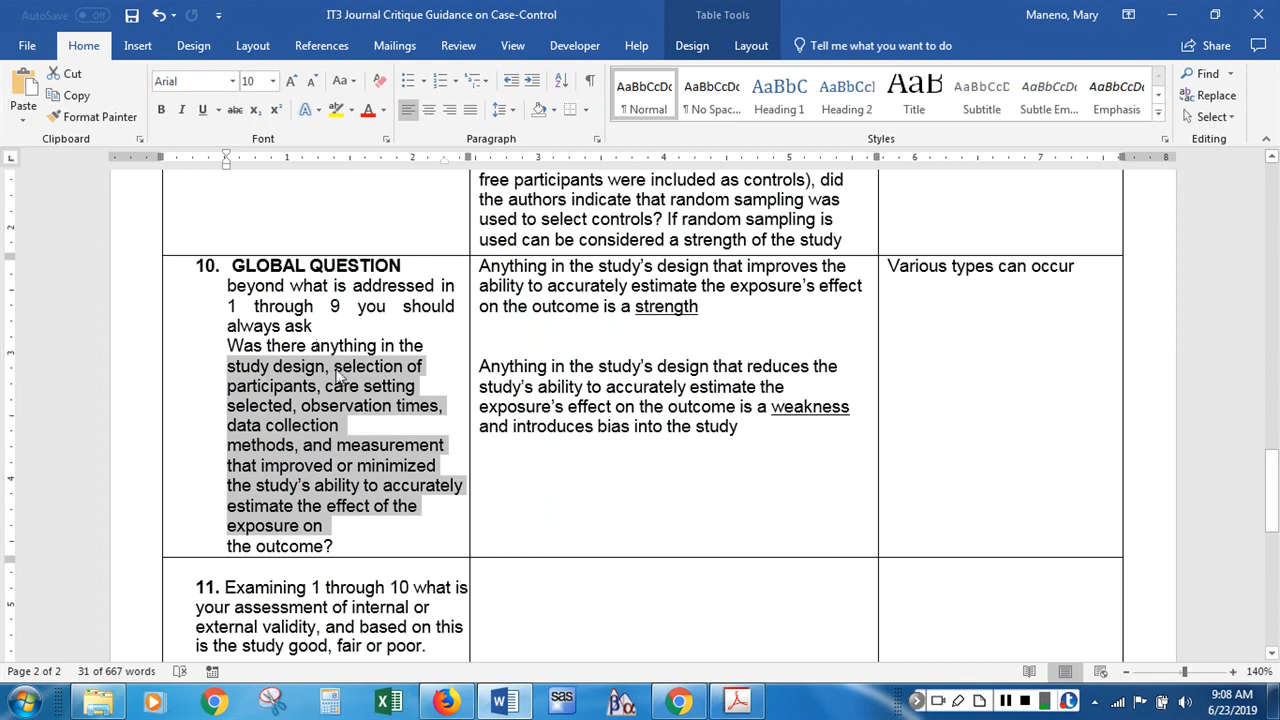 AutoSave Off
IT3 Journal Critique Guidance on Case-Control
Table Tools
Maneno, Mary
File Home Insert Design Layout References Mailings Review View Developer Help Design Layout Tell me what you want to do Share
Paste
Cut
Copy
Format Painter
Arial 10
AaBbCcDc AaBbCcDc AaBbC AaBbCcI AaB AaBbCcD AaBbCcDc AaBbCcDc
¶ Normal ¶ No Spac... Heading 1 Heading 2 Title Subtitle Subtle Em... Emphasis
Find
Replace
Select
Clipboard Font Paragraph Styles Editing
1 2 3 4 5 6 7 8
free participants were included as controls), did
the authors indicate that random sampling was
used to select controls? If random sampling is
used can be considered a strength of the study
10. GLOBAL QUESTION
beyond what is addressed in
1 through 9 you should
always ask
Was there anything in the
study design, selection of
participants, care setting
selected, observation times,
data collection
methods, and measurement
that improved or minimized
the study's ability to accurately
estimate the effect of the
exposure on
the outcome?
Anything in the study's design that improves the
ability to accurately estimate the exposure's effect
on the outcome is a strength
Anything in the study's design that reduces the
study's ability to accurately estimate the
exposure's effect on the outcome is a weakness
and introduces bias into the study
Various types can occur
11. Examining 1 through 10 what is
your assessment of internal or
external validity, and based on this
is the study good, fair or poor.
Page 2 of 2 31 of 667 words
140%
9:08 AM
6/23/2019